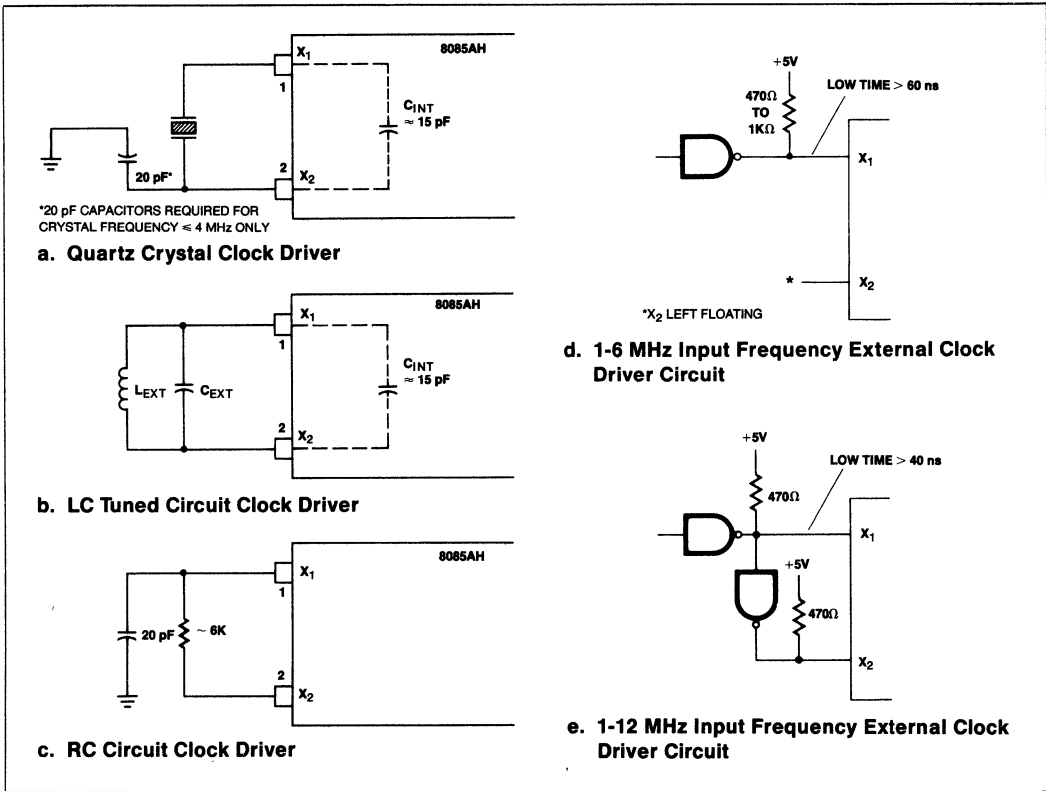 8085AH
X1
1
CINT
≈ 15 pF
20 pF*
2
X2
*20 pF CAPACITORS REQUIRED FOR
CRYSTAL FREQUENCY ≤ 4 MHz ONLY
a. Quartz Crystal Clock Driver
8085AH
X1
1
CINT
≈ 15 pF
LEXT
CEXT
2
X2
b. LC Tuned Circuit Clock Driver
8085AH
X1
1
20 pF
~ 6K
2
X2
c. RC Circuit Clock Driver
+5V
470Ω
TO
1KΩ
LOW TIME > 60 ns
X1
*
X2
*X2 LEFT FLOATING
d. 1-6 MHz Input Frequency External Clock
Driver Circuit
+5V
LOW TIME > 40 ns
470Ω
X1
+5V
470Ω
X2
e. 1-12 MHz Input Frequency External Clock
Driver Circuit